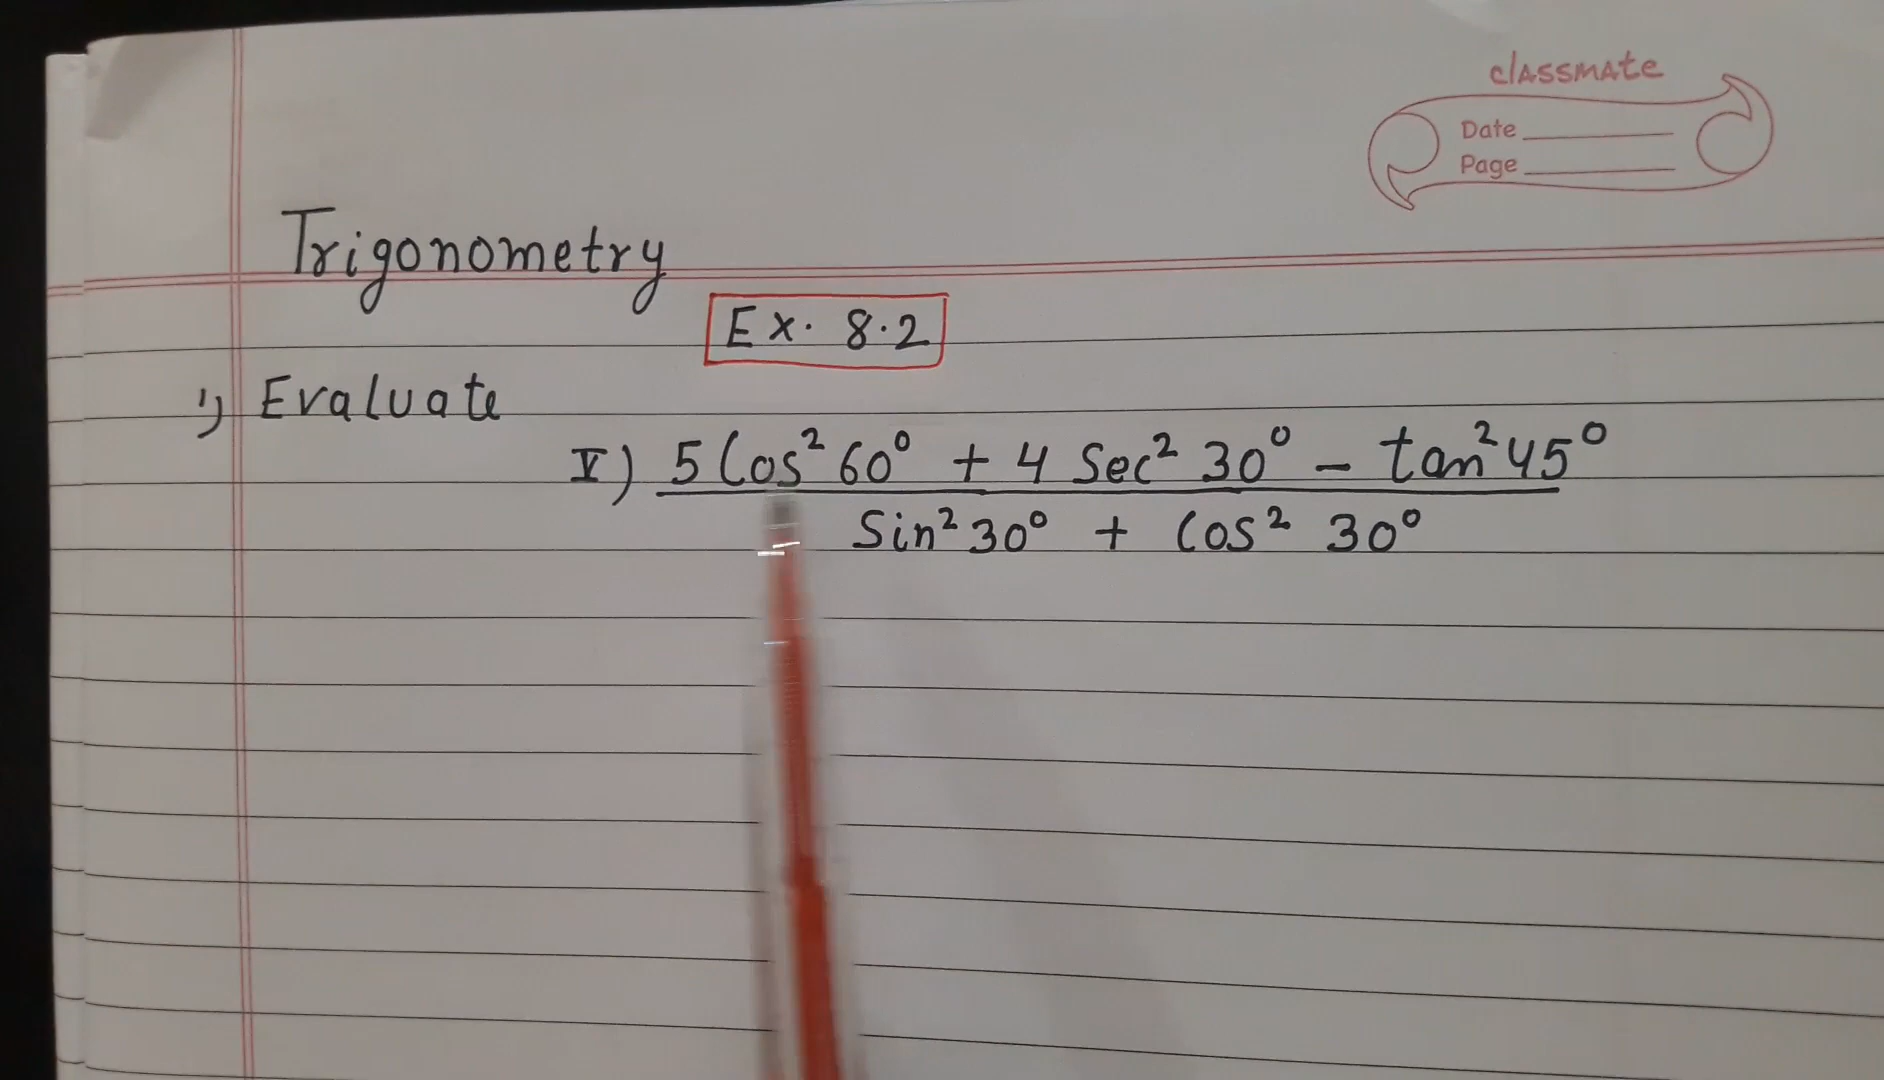 classmate
Date
Page
Trigonometry
Ex. 8.2
1) Evaluate
V) 5 Cos² 60° + 4 Sec² 30° - tan² 45°
Sin² 30° + Cos² 30°